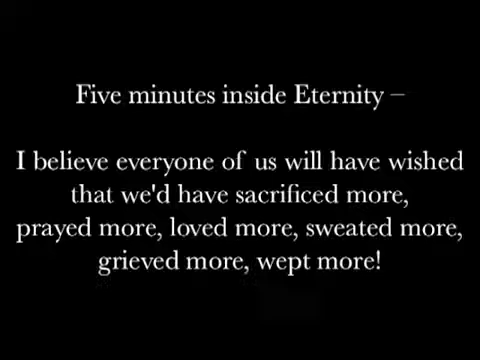 Five minutes inside Eternity –
I believe everyone of us will have wished
that we'd have sacrificed more,
prayed more, loved more, sweated more,
grieved more, wept more!